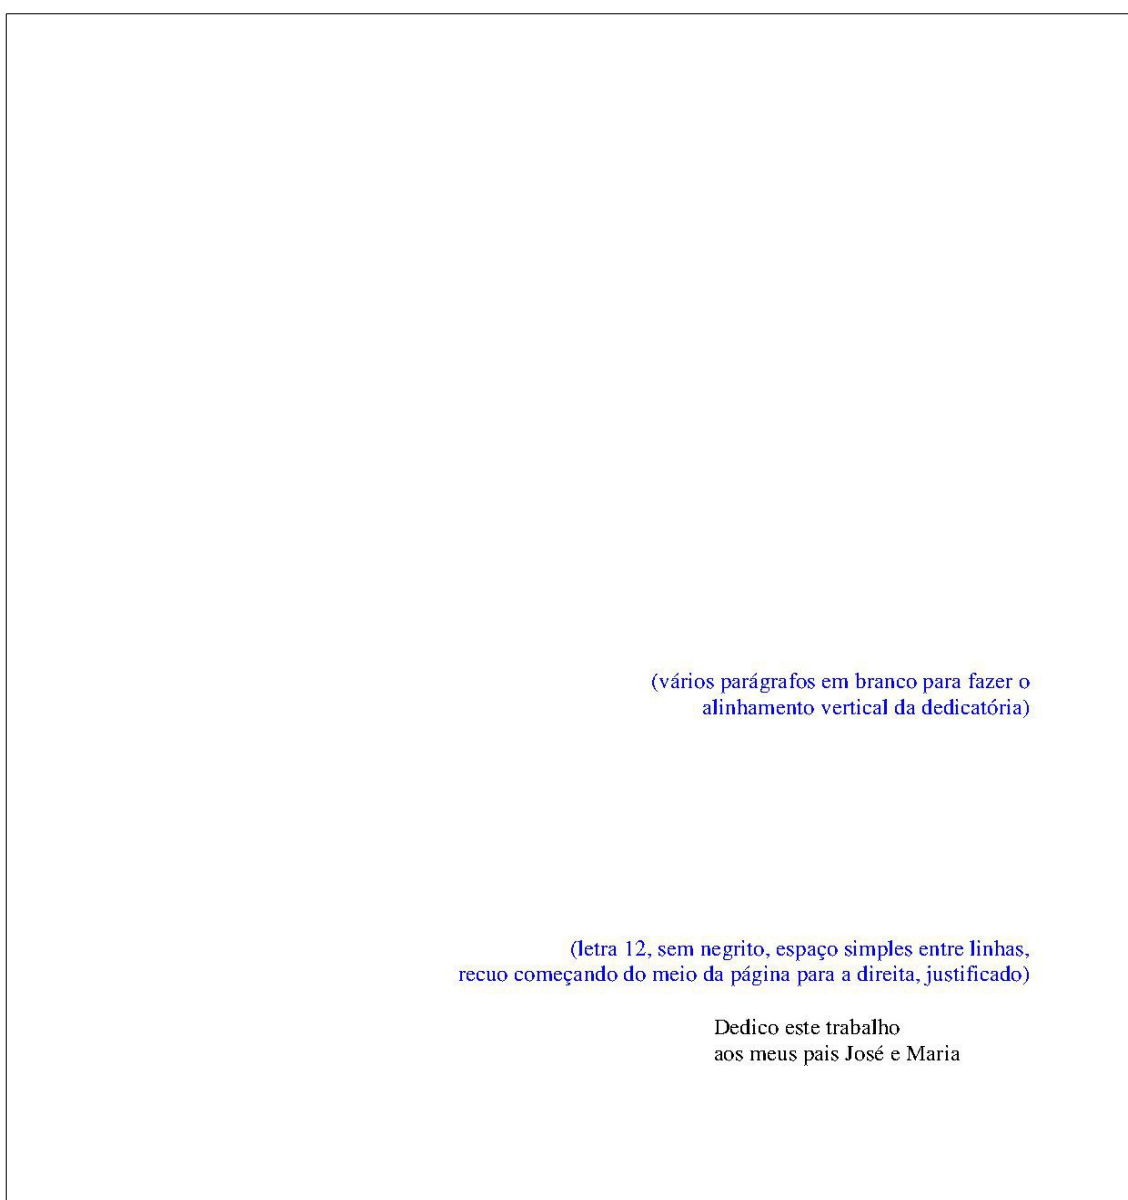 (vários parágrafos em branco para fazer o
alinhamento vertical da dedicatória)
(letra 12, sem negrito, espaço simples entre linhas,
recuo começando do meio da página para a direita, justificado)
Dedico este trabalho
aos meus pais José e Maria